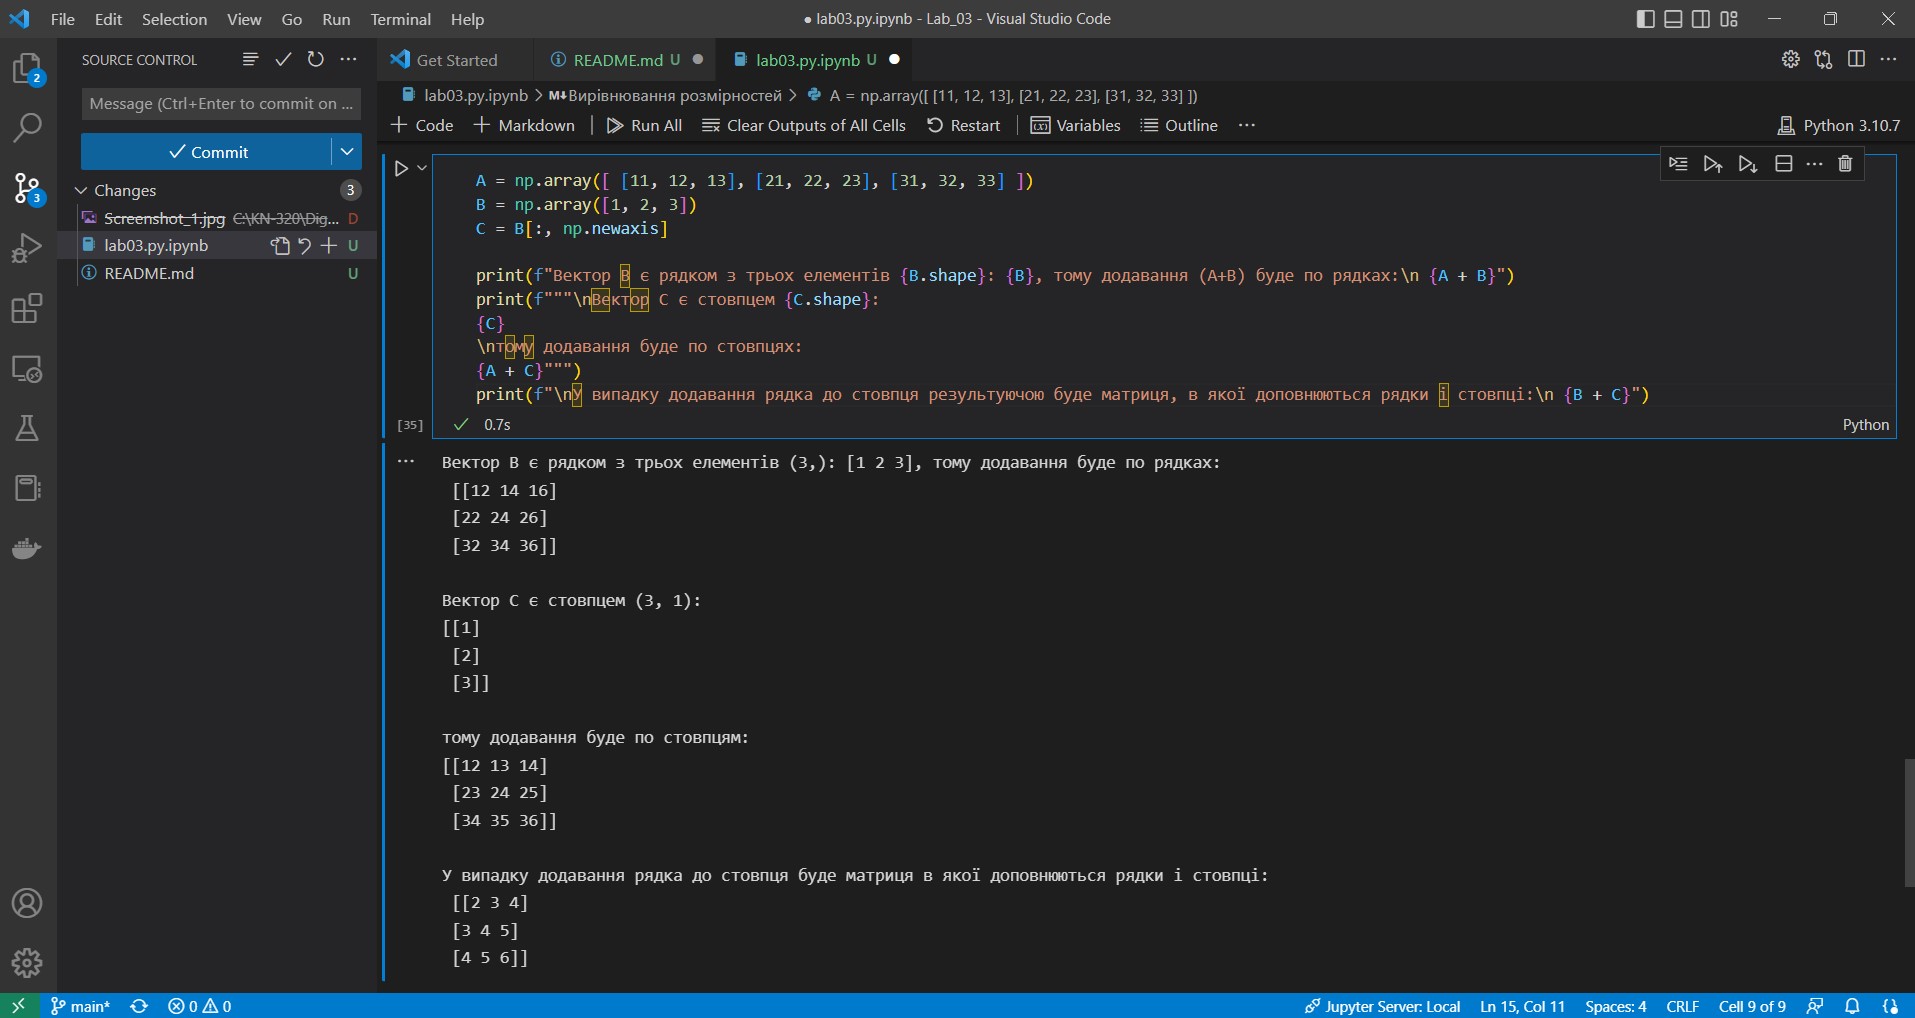 File Edit Selection View Go Run Terminal Help
● lab03.py.ipynb - Lab_03 - Visual Studio Code
SOURCE CONTROL
Message (Ctrl+Enter to commit on ...
Commit
Changes 3
Screenshot_1.jpg C:\KN-320\Dig... D
lab03.py.ipynb U
README.md U
2
3
Get Started
README.md U
lab03.py.ipynb U
lab03.py.ipynb > M↓Вирівнювання розмірностей > A = np.array([ [11, 12, 13], [21, 22, 23], [31, 32, 33] ])
+ Code + Markdown Run All Clear Outputs of All Cells Restart Variables Outline ...
Python 3.10.7
A = np.array([ [11, 12, 13], [21, 22, 23], [31, 32, 33] ])
B = np.array([1, 2, 3])
C = B[:, np.newaxis]
print(f"Вектор В є рядком з трьох елементів {B.shape}: {B}, тому додавання (A+B) буде по рядках:\n {A + B}")
print(f"""\nВектор C є стовпцем {C.shape}:
{C}
\nтому додавання буде по стовпцях:
{A + C}""")
print(f"\nУ випадку додавання рядка до стовпця результуючою буде матриця, в якої доповнюються рядки і стовпці:\n {B + C}")
[35] 0.7s Python
Вектор В є рядком з трьох елементів (3,): [1 2 3], тому додавання буде по рядках:
[[12 14 16]
[22 24 26]
[32 34 36]]
Вектор C є стовпцем (3, 1):
[[1]
[2]
[3]]
тому додавання буде по стовпцям:
[[12 13 14]
[23 24 25]
[34 35 36]]
У випадку додавання рядка до стовпця буде матриця в якої доповнюються рядки і стовпці:
[[2 3 4]
[3 4 5]
[4 5 6]]
main* 0 0
Jupyter Server: Local Ln 15, Col 11 Spaces: 4 CRLF Cell 9 of 9